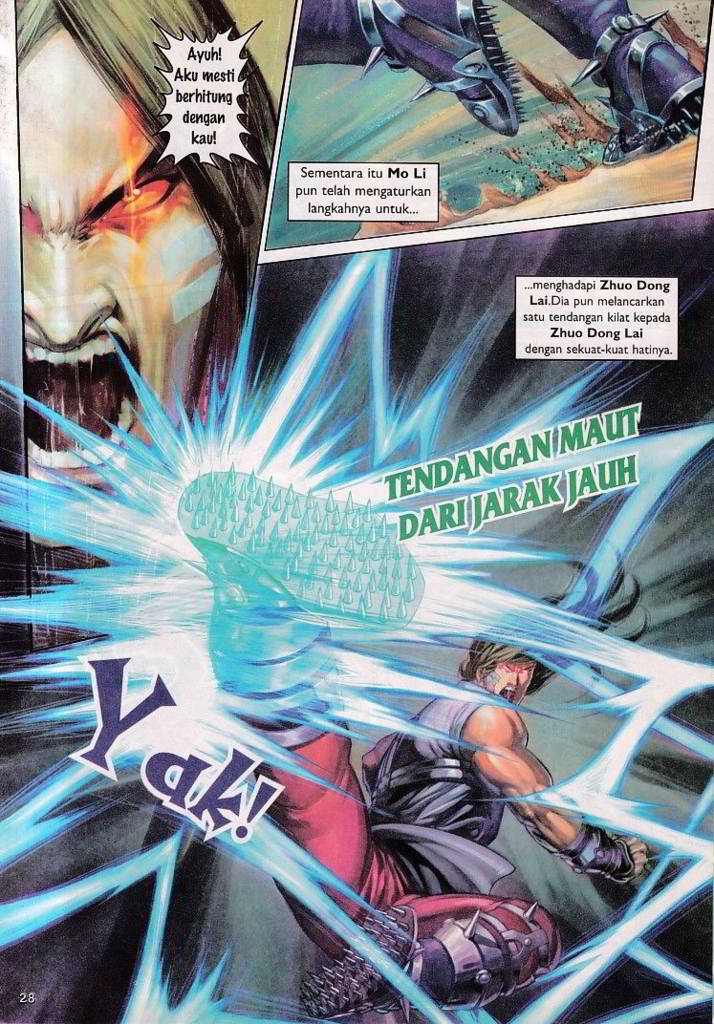 Ayuh!
Aku mesti
berhitung
dengan
kau!
Sementara itu Mo Li
pun telah mengaturkan
langkahnya untuk...
...menghadapi Zhuo Dong
Lai.Dia pun melancarkan
satu tendangan kilat kepada
Zhuo Dong Lai
dengan sekuat-kuat hatinya.
TENDANGAN MAUT
DARI JARAK JAUH
Yak!
28